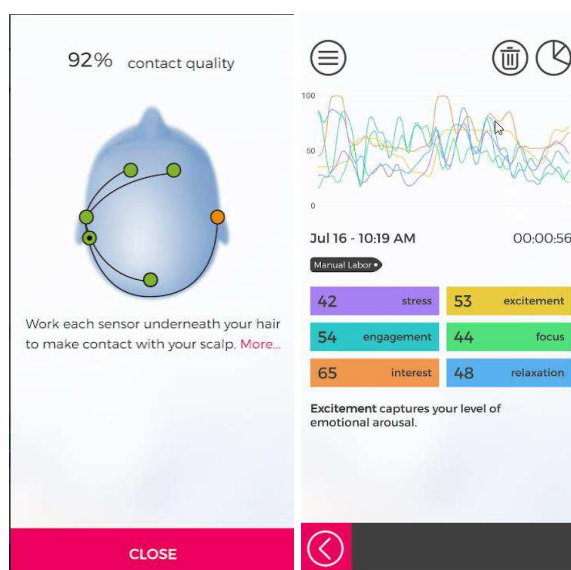 92% contact quality
Work each sensor underneath your hair
to make contact with your scalp. More...
CLOSE
100
50
0
Jul 16 - 10:19 AM 00:00:56
Manual Labor
42 stress 53 excitement
54 engagement 44 focus
65 interest 48 relaxation
Excitement captures your level of
emotional arousal.